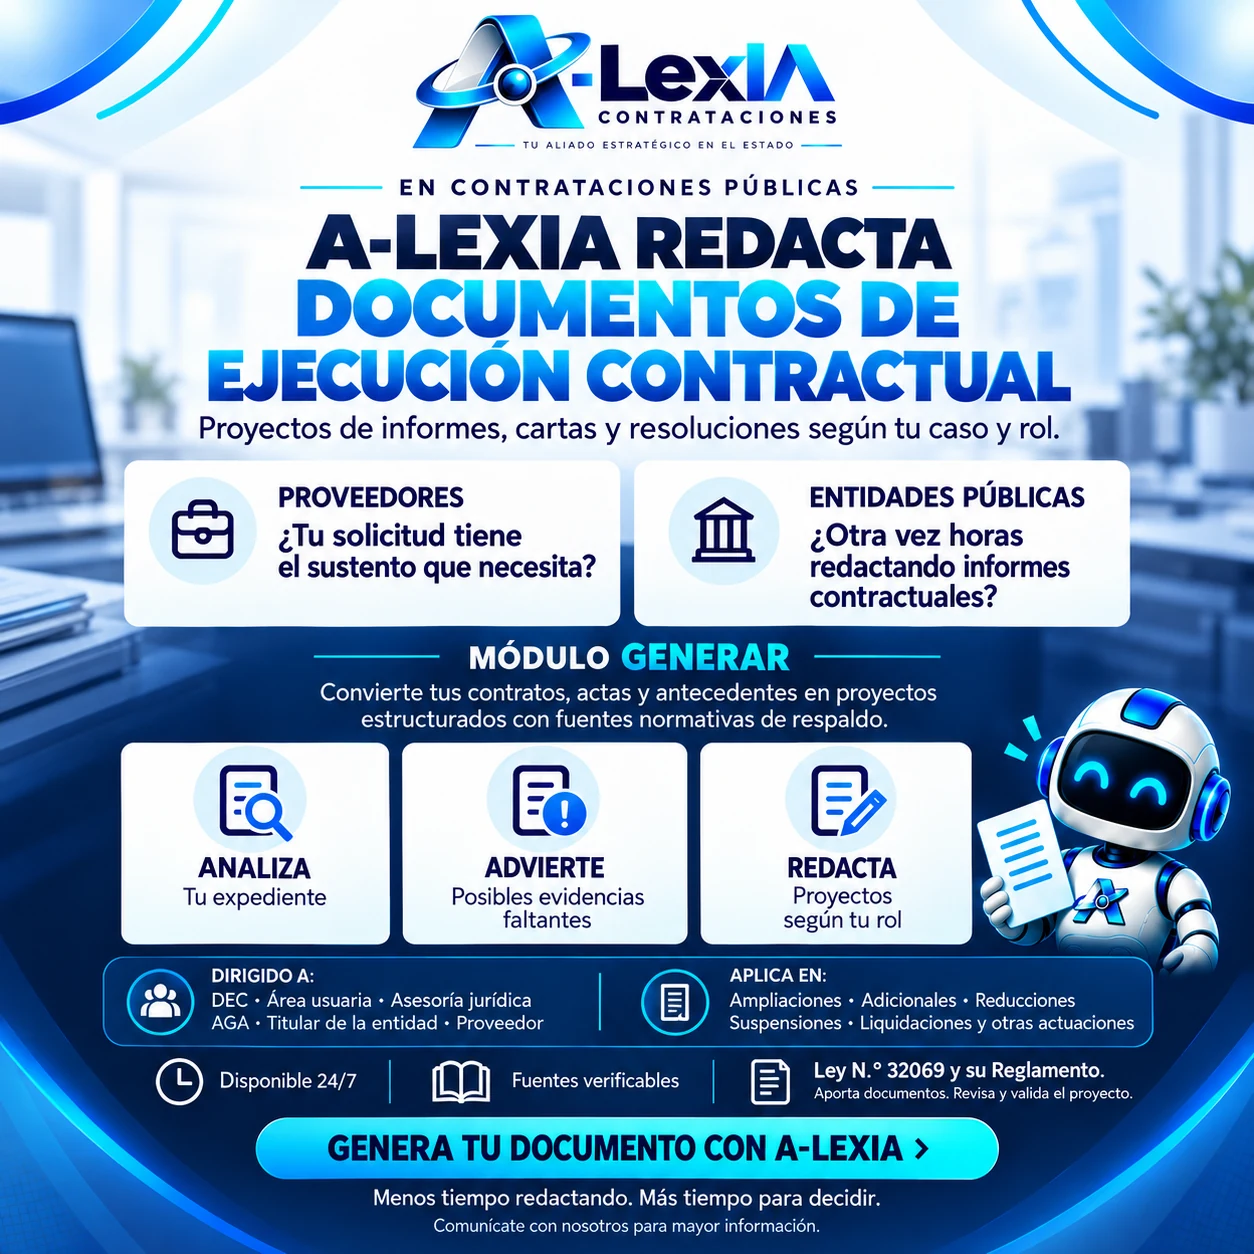 A-LexIA
CONTRATACIONES
TU ALIADO ESTRATÉGICO EN EL ESTADO
EN CONTRATACIONES PÚBLICAS
A-LEXIA REDACTA
DOCUMENTOS DE
EJECUCIÓN CONTRACTUAL
Proyectos de informes, cartas y resoluciones según tu caso y rol.
PROVEEDORES
¿Tu solicitud tiene
el sustento que necesita?
ENTIDADES PÚBLICAS
¿Otra vez horas
redactando informes
contractuales?
MÓDULO GENERAR
Convierte tus contratos, actas y antecedentes en proyectos
estructurados con fuentes normativas de respaldo.
ANALIZA
Tu expediente
ADVIERTE
Posibles evidencias
faltantes
REDACTA
Proyectos
según tu rol
DIRIGIDO A:
DEC • Área usuaria • Asesoría jurídica
AGA • Titular de la entidad • Proveedor
APLICA EN:
Ampliaciones • Adicionales • Reducciones
Suspensiones • Liquidaciones y otras actuaciones
Disponible 24/7
Fuentes verificables
Ley N.° 32069 y su Reglamento.
Aporta documentos. Revisa y valida el proyecto.
GENERA TU DOCUMENTO CON A-LEXIA >
Menos tiempo redactando. Más tiempo para decidir.
Comunícate con nosotros para mayor información.